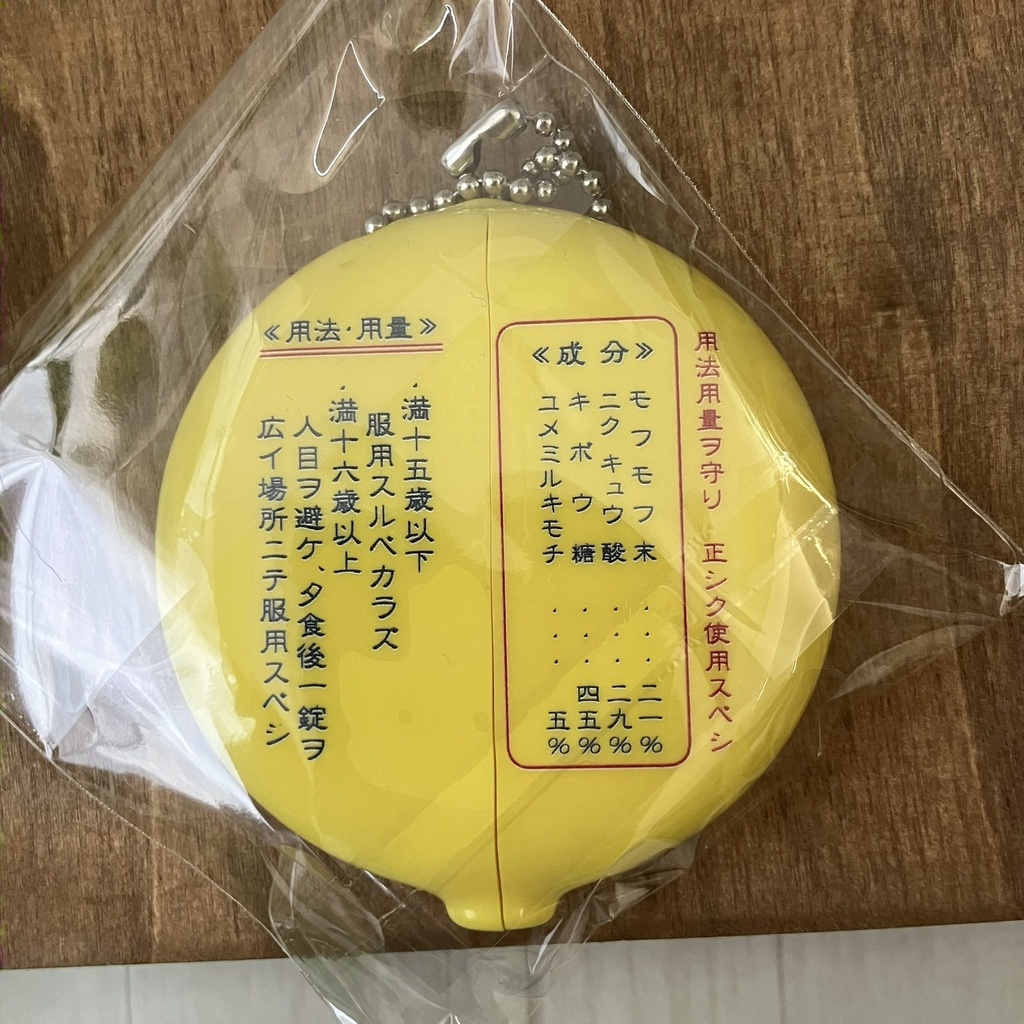 用法用量ヲ守リ 正シク使用スベシ
≪成分≫
モフモフ末・・・二一%
ニクキュウ酸・・・二九%
キボウ糖・・・四五%
ユメミルキモチ・・・五%
≪用法・用量≫
・満十五歳以下
服用スルベカラズ
・満十六歳以上
人目ヲ避ケ、夕食後一錠ヲ
広イ場所ニテ服用スベシ